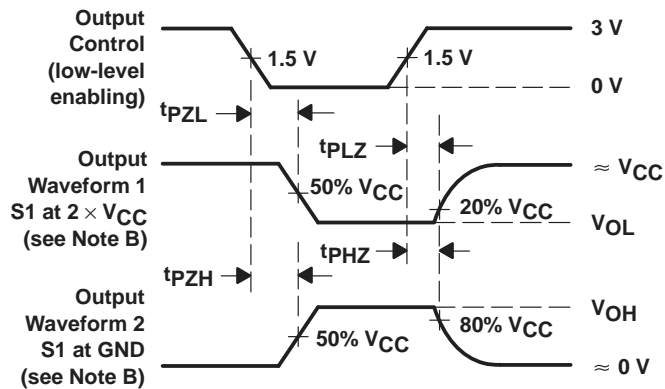 Output
Control
(low-level
enabling)
1.5 V
1.5 V
3 V
0 V
tPZL
tPLZ
Output
Waveform 1
S1 at 2 × VCC
(see Note B)
50% VCC
20% VCC
≈ VCC
VOL
tPZH
tPHZ
Output
Waveform 2
S1 at GND
(see Note B)
50% VCC
80% VCC
VOH
≈ 0 V